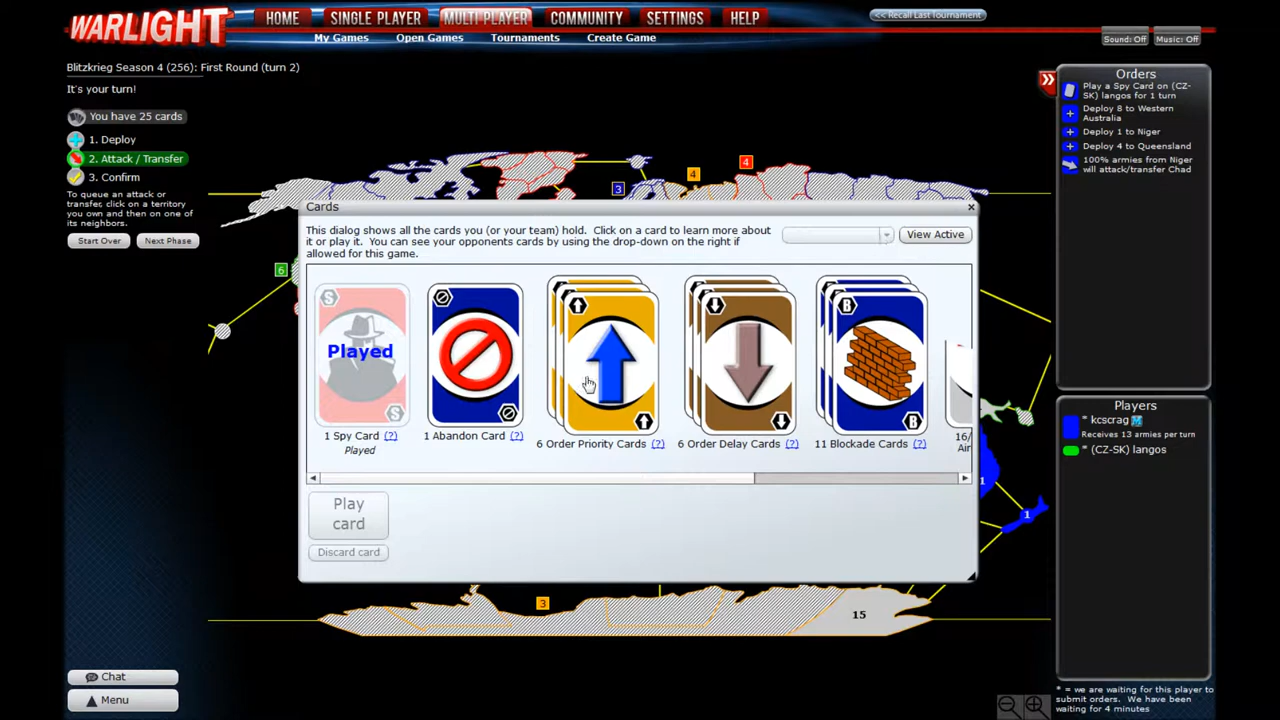 WARLIGHT
HOME SINGLE PLAYER MULTI PLAYER COMMUNITY SETTINGS HELP
<< Recall Last Tournament
My Games Open Games Tournaments Create Game
Sound: Off Music: Off
Blitzkrieg Season 4 (256): First Round (turn 2)
It's your turn!
You have 25 cards
1. Deploy
2. Attack / Transfer
3. Confirm
To queue an attack or
transfer, click on a territory
you own and then on one of
its neighbors.
Start Over Next Phase
4
4
3
6
Cards
This dialog shows all the cards you (or your team) hold. Click on a card to learn more about
it or play it. You can see your opponents cards by using the drop-down on the right if
allowed for this game.
View Active
S
Played
S
B
B
1 Spy Card (?)
Played
1 Abandon Card (?)
6 Order Priority Cards (?)
6 Order Delay Cards (?)
11 Blockade Cards (?)
16/
Air
Play
card
Discard card
1
1
3
15
Orders
Play a Spy Card on (CZ-
SK) langos for 1 turn
Deploy 8 to Western
Australia
Deploy 1 to Niger
Deploy 4 to Queensland
100% armies from Niger
will attack/transfer Chad
Players
* kcscrag M
Receives 13 armies per turn
* (CZ-SK) langos
Chat
Menu
* = we are waiting for this player to
submit orders. We have been
waiting for 4 minutes